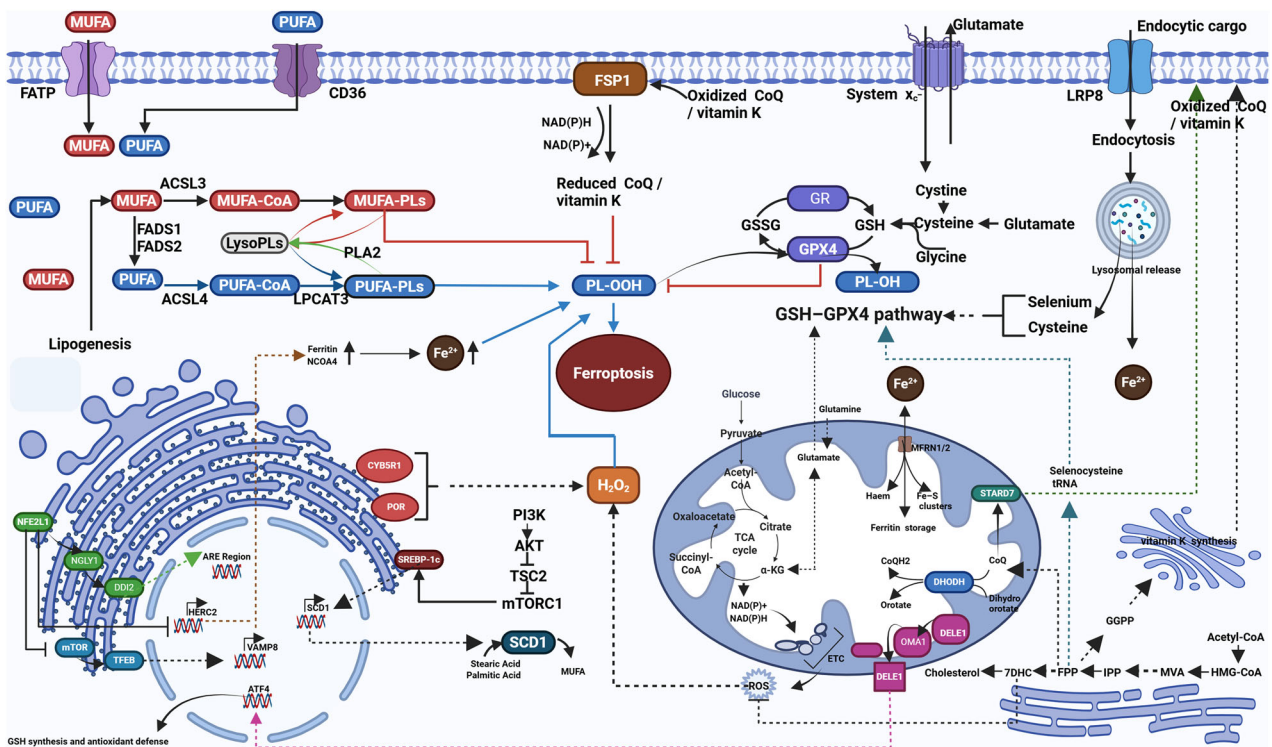 MUFA
PUFA
Glutamate
Endocytic cargo
FATP
CD36
FSP1
Oxidized CoQ
/ vitamin K
System xc-
LRP8
Oxidized CoQ
/ vitamin K
NAD(P)H
NAD(P)+
MUFA
PUFA
Endocytosis
Reduced CoQ /
vitamin K
Cystine
PUFA
MUFA
ACSL3
MUFA-CoA
MUFA-PLs
GR
GSSG
GSH
Cysteine
Glutamate
FADS1
FADS2
LysoPLs
PLA2
GPX4
Glycine
Lysosomal release
MUFA
PUFA
ACSL4
PUFA-CoA
LPCAT3
PUFA-PLs
PL-OOH
PL-OH
Selenium
Cysteine
GSH–GPX4 pathway
Lipogenesis
Ferritin
NCOA4
Fe2+
Ferroptosis
Fe2+
Fe2+
Glucose
Glutamine
Pyruvate
Glutamate
MFRN1/2
Acetyl-
CoA
Haem
Fe–S
clusters
Ferritin storage
Selenocysteine
tRNA
STARD7
CYB5R1
POR
H2O2
Oxaloacetate
Citrate
TCA
cycle
Succinyl-
CoA
α-KG
NFE2L1
NGLY1
DDI2
ARE Region
PI3K
AKT
TSC2
mTORC1
SREBP-1c
vitamin K synthesis
CoQH2
CoQ
DHODH
Orotate
Dihydro
orotate
NAD(P)+
NAD(P)H
HERC2
SCD1
GGPP
mTOR
TFEB
VAMP8
SCD1
Stearic Acid
Palmitic Acid
MUFA
ETC
OMA1
DELE1
DELE1
ROS
Acetyl-CoA
Cholesterol
7DHC
FPP
IPP
MVA
HMG-CoA
ATF4
GSH synthesis and antioxidant defense